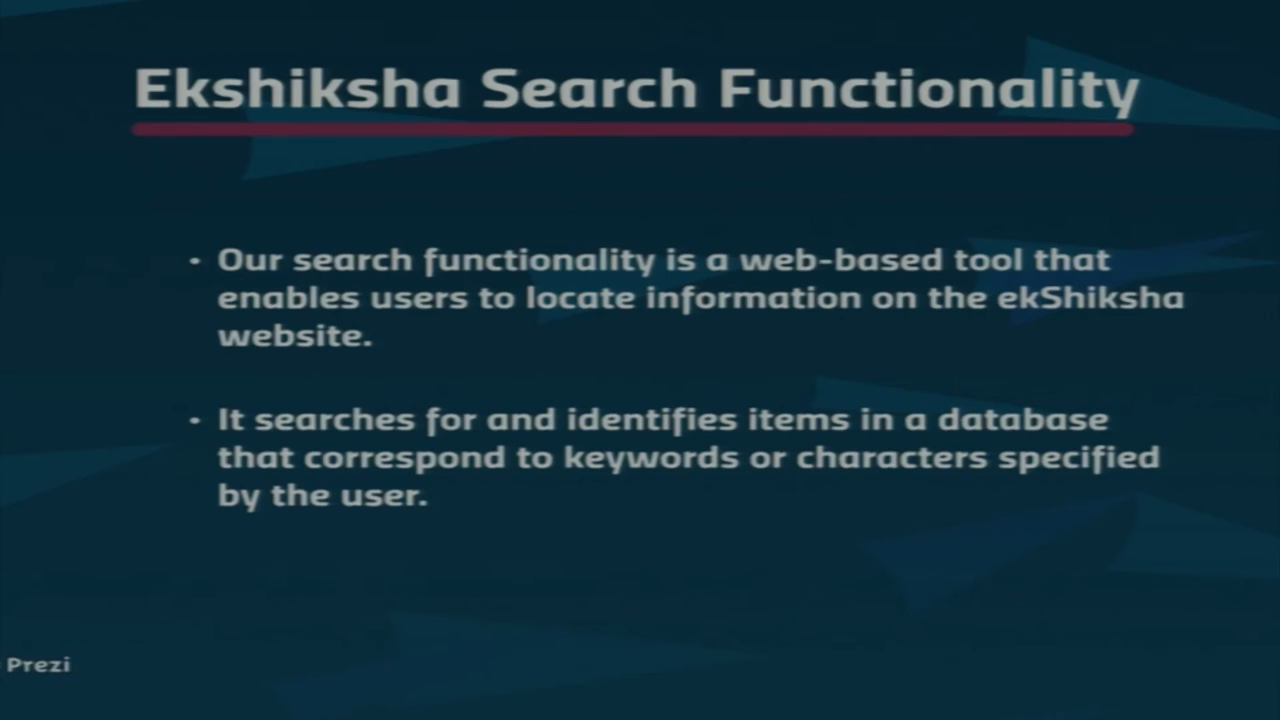 Ekshiksha Search Functionality
• Our search functionality is a web-based tool that
enables users to locate information on the ekShiksha
website.
• It searches for and identifies items in a database
that correspond to keywords or characters specified
by the user.
Prezi